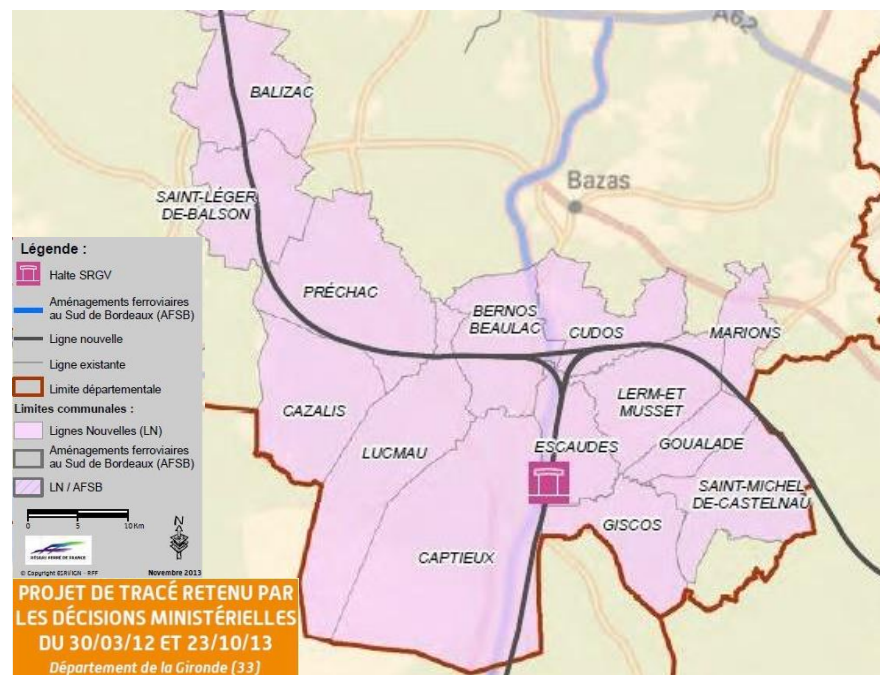 A62
BALIZAC
Bazas
SAINT-LÉGER
DE-BALSON
PRÉCHAC
BERNOS
BEAULAC
CUDOS
MARIONS
LERM-ET
MUSSET
CAZALIS
LUCMAU
ESCAUDES
GOUALADE
SAINT-MICHEL
DE-CASTELNAU
GISCOS
CAPTIEUX
Légende :
Halte SRGV
Aménagements ferroviaires
au Sud de Bordeaux (AFSB)
Ligne nouvelle
Ligne existante
Limite départementale
Limites communales :
Lignes Nouvelles (LN)
Aménagements ferroviaires
au Sud de Bordeaux (AFSB)
LN / AFSB
0 5 10Km
N
RÉSEAU FERRÉ DE FRANCE
© Copyright ESRI/IGN - RFF Novembre 2013
PROJET DE TRACÉ RETENU PAR
LES DÉCISIONS MINISTÉRIELLES
DU 30/03/12 ET 23/10/13
Département de la Gironde (33)